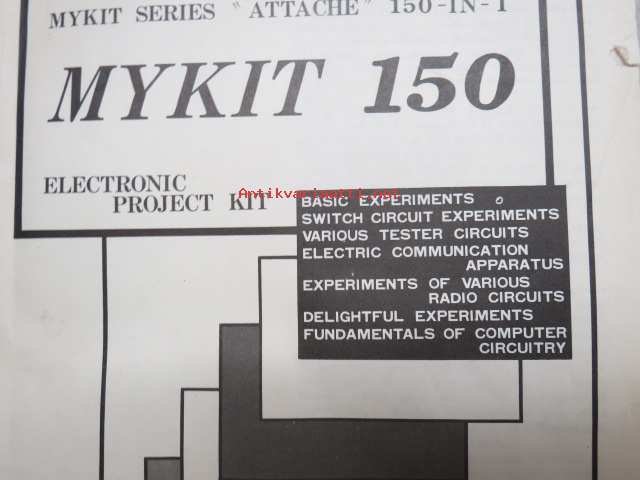 MYKIT SERIES "ATTACHE" 150-IN-1
MYKIT 150
ELECTRONIC
PROJECT KIT
Antikvariaatti.net
BASIC EXPERIMENTS
SWITCH CIRCUIT EXPERIMENTS
VARIOUS TESTER CIRCUITS
ELECTRIC COMMUNICATION
APPARATUS
EXPERIMENTS OF VARIOUS
RADIO CIRCUITS
DELIGHTFUL EXPERIMENTS
FUNDAMENTALS OF COMPUTER
CIRCUITRY